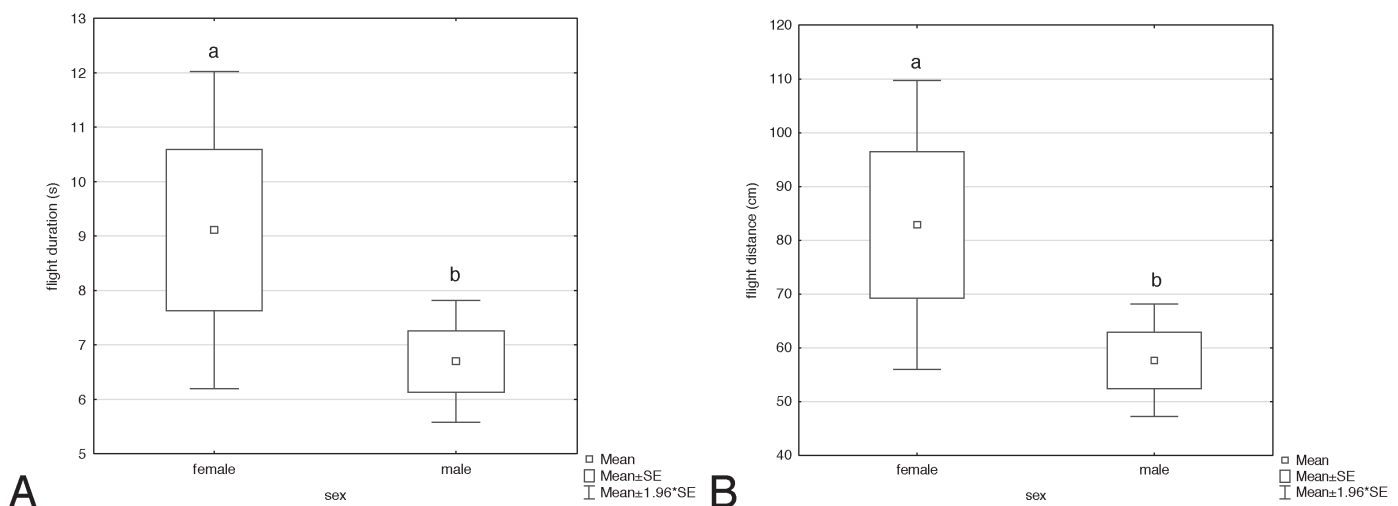 13
12
11
10
9
8
7
6
5
flight duration (s)
a
b
female
male
sex
Mean
Mean±SE
Mean±1.96*SE
A
120
110
100
90
80
70
60
50
40
flight distance (cm)
a
b
female
male
sex
Mean
Mean±SE
Mean±1.96*SE
B